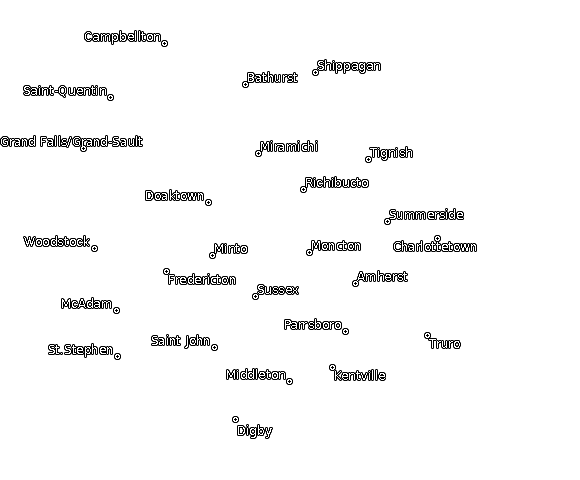 Campbellton
Shippagan
Bathurst
Saint-Quentin
Grand Falls/Grand-Sault
Miramichi
Tignish
Richibucto
Doaktown
Summerside
Woodstock
Minto
Moncton
Charlottetown
Fredericton
Amherst
Sussex
McAdam
Parrsboro
Saint John
Truro
St.Stephen
Middleton
Kentville
Digby